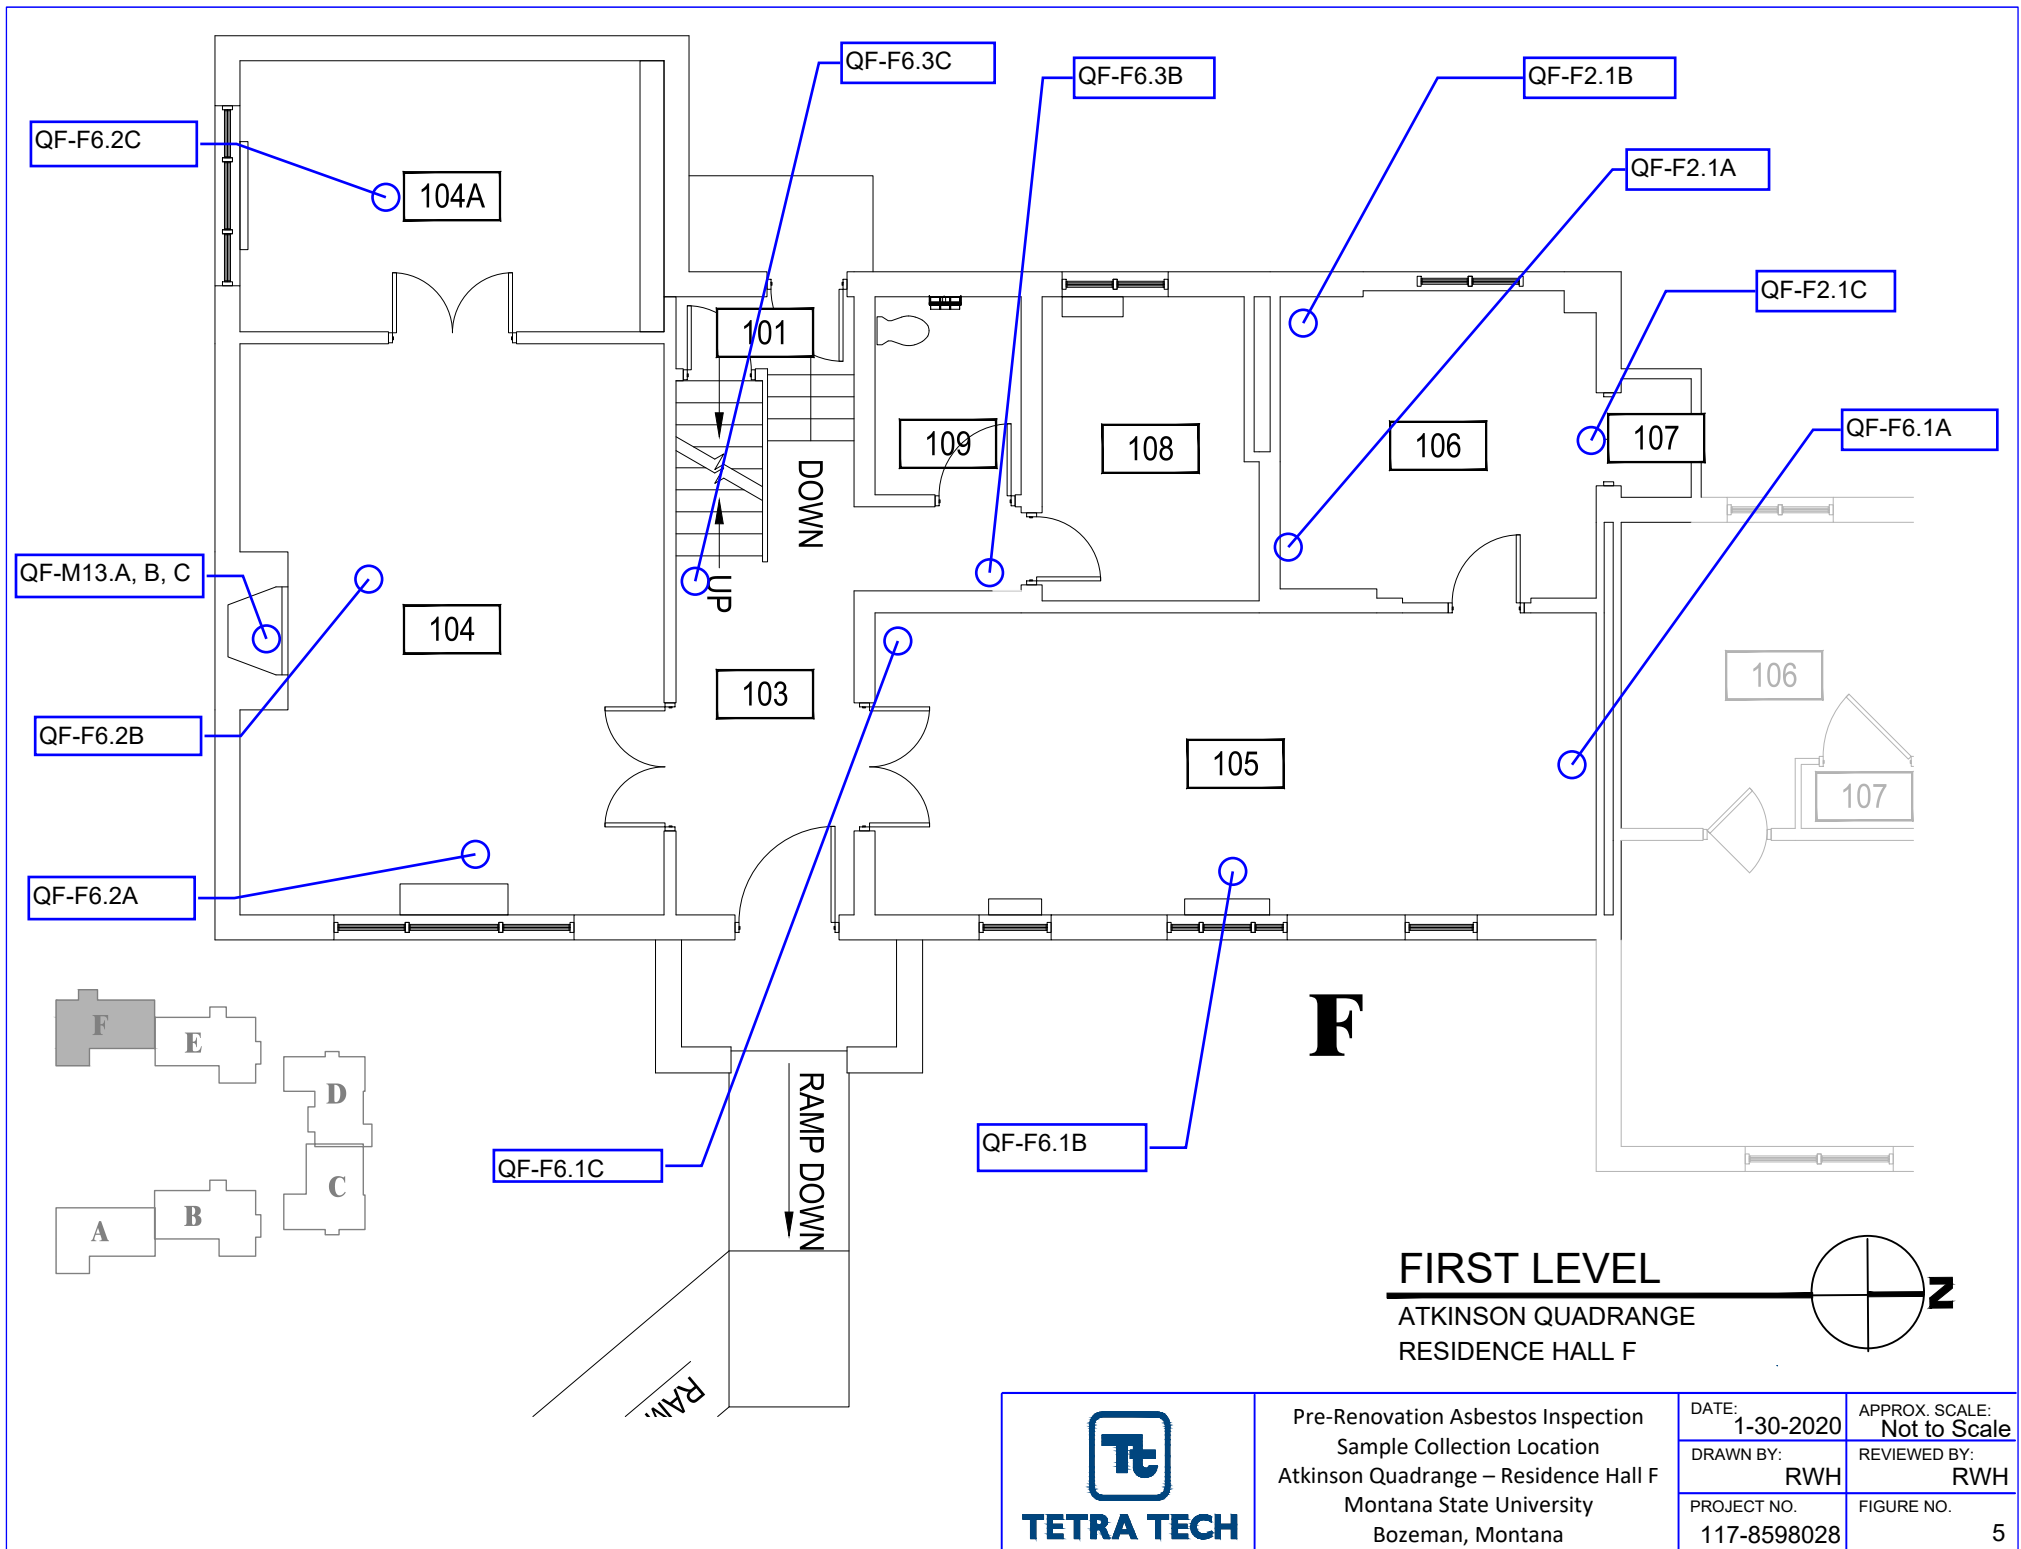 QF-F6.3C
QF-F6.3B
QF-F2.1B
QF-F6.2C
QF-F2.1A
104A
QF-F2.1C
101
QF-F6.1A
109
108
106
107
DOWN
QF-M13.A, B, C
UP
104
103
106
QF-F6.2B
105
107
QF-F6.2A
F
E
D
C
A
B
F
RAMP DOWN
QF-F6.1C
QF-F6.1B
FIRST LEVEL
N
ATKINSON QUADRANGE
RESIDENCE HALL F
RAM
Tt
TETRA TECH
Pre-Renovation Asbestos Inspection
Sample Collection Location
Atkinson Quadrange – Residence Hall F
Montana State University
Bozeman, Montana
DATE:
1-30-2020
APPROX. SCALE:
Not to Scale
DRAWN BY:
RWH
REVIEWED BY:
RWH
PROJECT NO.
117-8598028
FIGURE NO.
5